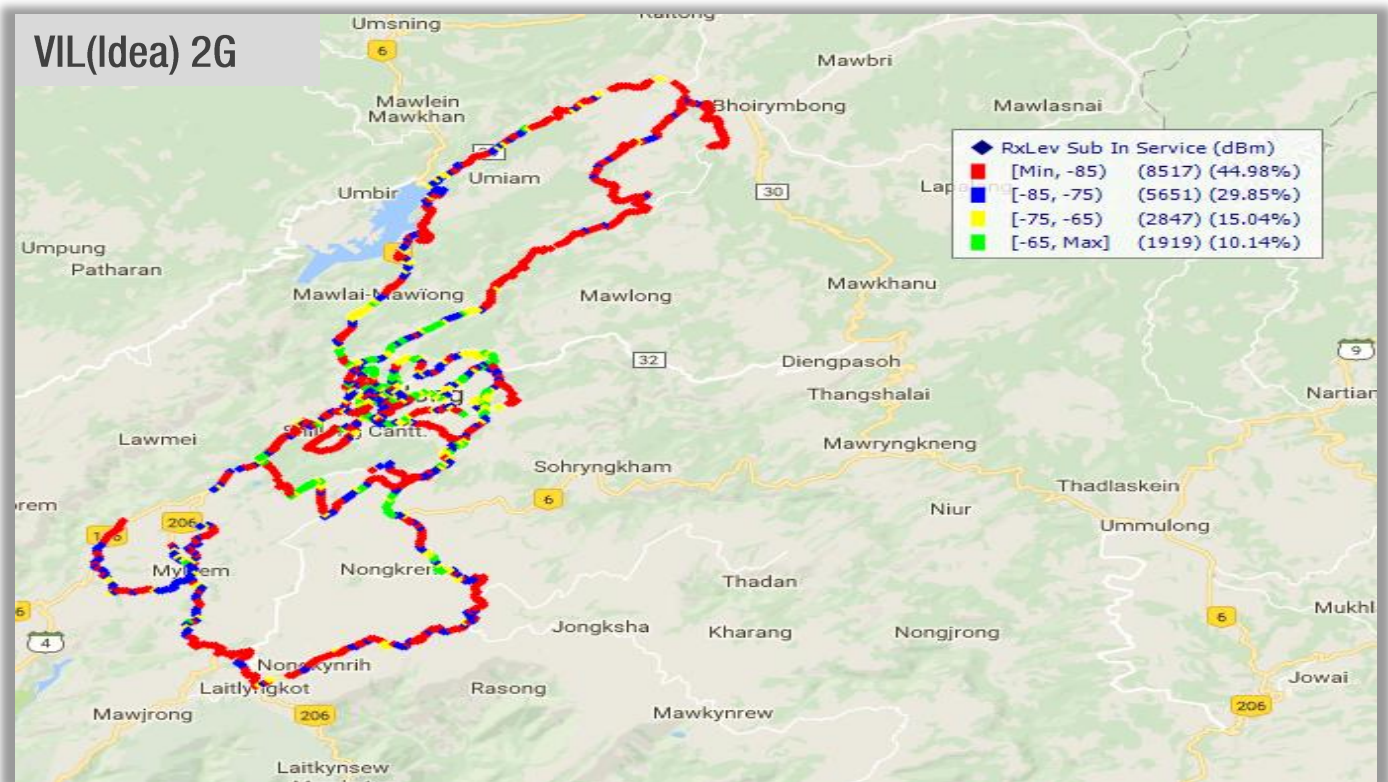 VIL(Idea) 2G
Umsning
6
Mawbri
Mawlein
Mawkhan
Bhoirymbong
Mawlasnai
RxLev Sub In Service (dBm)
[Min, -85) (8517) (44.98%)
[-85, -75) (5651) (29.85%)
[-75, -65) (2847) (15.04%)
[-65, Max] (1919) (10.14%)
Umiam
Umbir
30
Umpung
Patharan
Mawlai-Mawïong
Mawlong
Mawkhanu
32
Diengpasoh
9
Thangshalai
Nartian
Lawmei
Cantt.
Mawryngkneng
Sohryngkham
6
Thadlaskein
Niur
206
Ummulong
Nongkrem
Thadan
6
Mukhl
4
Jongksha
Kharang
Nongjrong
Nongkynrih
Jowai
Laitlyngkot
Rasong
206
Mawjrong
206
Mawkynrew
Laitkynsew